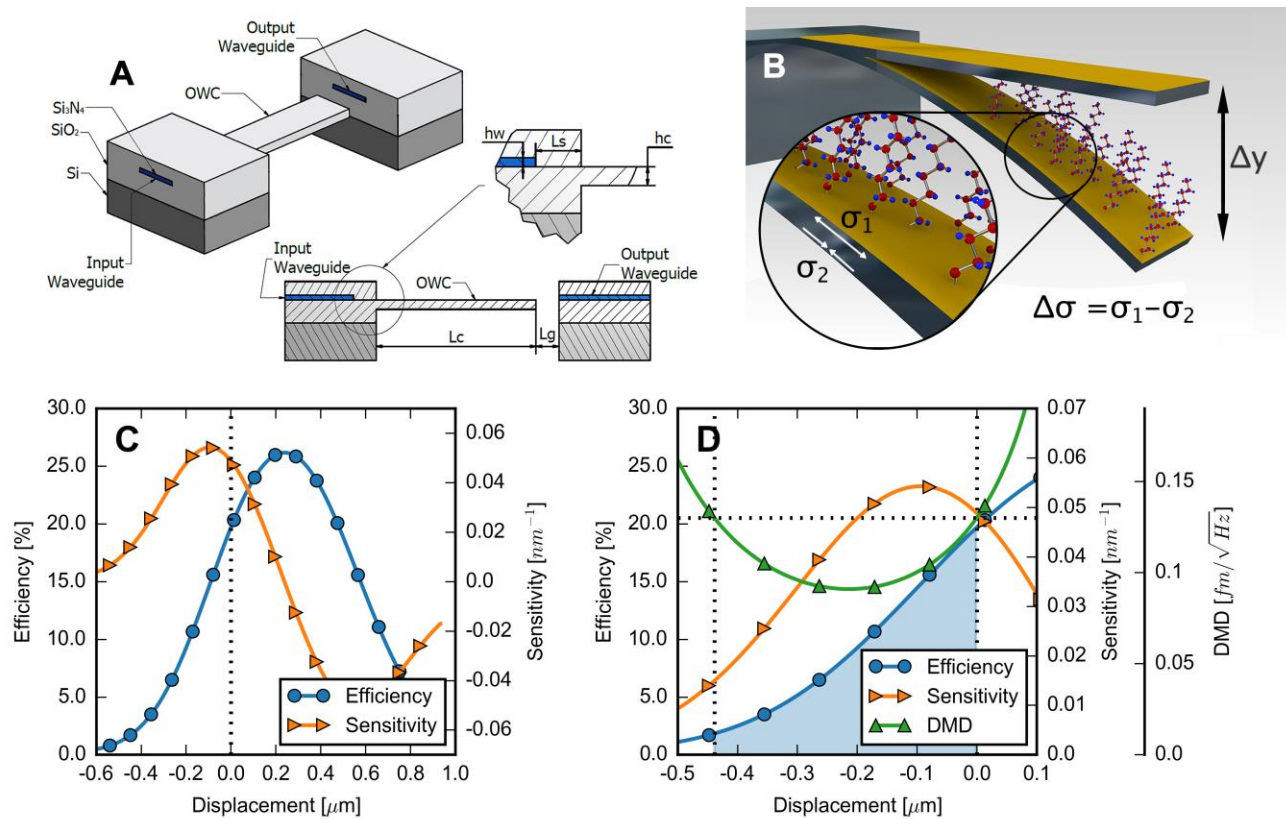 A
Output
Waveguide
Si₃N₄
SiO₂
Si
OWC
Input
Waveguide
hw
Ls
hc
Input
Waveguide
OWC
Output
Waveguide
Lc
Lg
B
Δy
σ₁
σ₂
Δσ =σ₁-σ₂
C
30.0
25.0
20.0
15.0
10.0
5.0
0.0
Efficiency [%]
-0.6 -0.4 -0.2 0.0 0.2 0.4 0.6 0.8 1.0
Displacement [μm]
0.06
0.04
0.02
0.0
-0.02
-0.04
-0.06
Sensitivity [nm⁻¹]
Efficiency
Sensitivity
D
30.0
25.0
20.0
15.0
10.0
5.0
0.0
Efficiency [%]
-0.5 -0.4 -0.3 -0.2 -0.1 0.0 0.1
Displacement [μm]
0.07
0.06
0.05
0.04
0.03
0.02
0.01
0.0
Sensitivity [nm⁻¹]
0.15
0.1
0.05
0.0
DMD [fm/√Hz]
Efficiency
Sensitivity
DMD